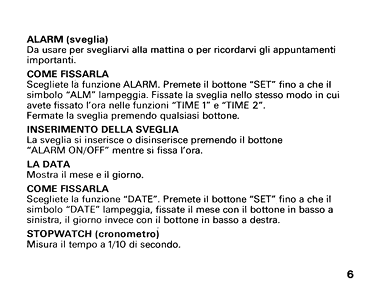 ALARM (sveglia)
Da usare per svegliarvi alla mattina o per ricordarvi gli appuntamenti
importanti.
COME FISSARLA
Scegliete la funzione ALARM. Premete il bottone “SET” fino a che il
simbolo “ALM” lampeggia. Fissate la sveglia nello stesso modo in cui
avete fissato l’ora nelle funzioni “TIME 1” e “TIME 2”.
Fermate la sveglia premendo qualsiasi bottone.
INSERIMENTO DELLA SVEGLIA
La sveglia si inserisce o disinserisce premendo il bottone
“ALARM ON/OFF” mentre si fissa l’ora.
LA DATA
Mostra il mese e il giorno.
COME FISSARLA
Scegliete la funzione “DATE”. Premete il bottone “SET” fino a che il
simbolo “DATE” lampeggia, fissate il mese con il bottone in basso a
sinistra, il giorno invece con il bottone in basso a destra.
STOPWATCH (cronometro)
Misura il tempo a 1/10 di secondo.
6